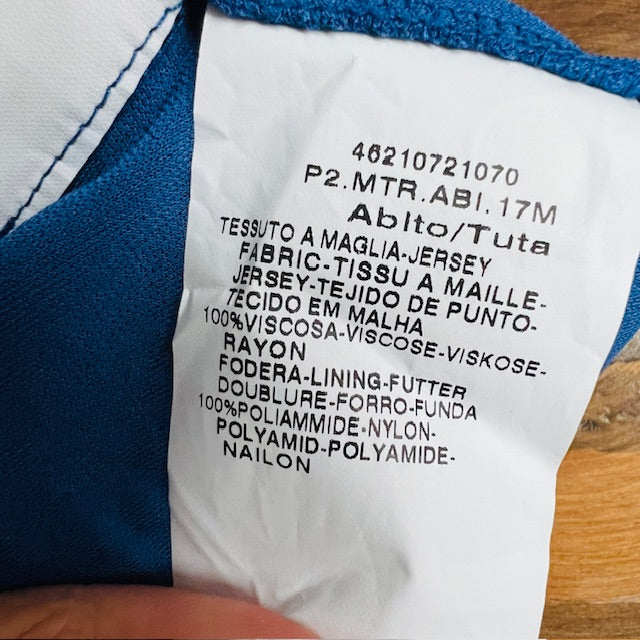 46210721070
P2.MTR.ABI.17M
Abito/Tuta
TESSUTO A MAGLIA-JERSEY
FABRIC-TISSU A MAILLE-
JERSEY-TEJIDO DE PUNTO-
TECIDO EM MALHA
100%VISCOSA-VISCOSE-VISKOSE-
RAYON
FODERA-LINING-FUTTER
DOUBLURE-FORRO-FUNDA
100%POLIAMMIDE-NYLON-
POLYAMID-POLYAMIDE-
NAILON